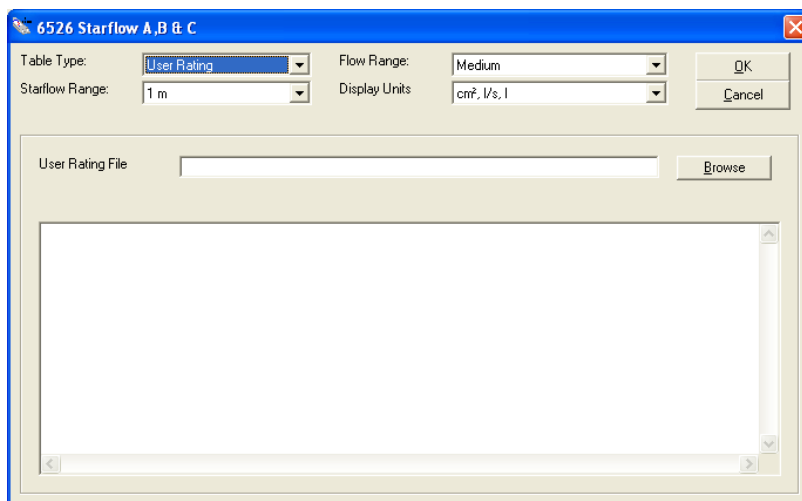 6526 Starflow A,B & C
Table Type: User Rating Flow Range: Medium OK
Starflow Range: 1 m Display Units cm², l/s, l Cancel
User Rating File Browse